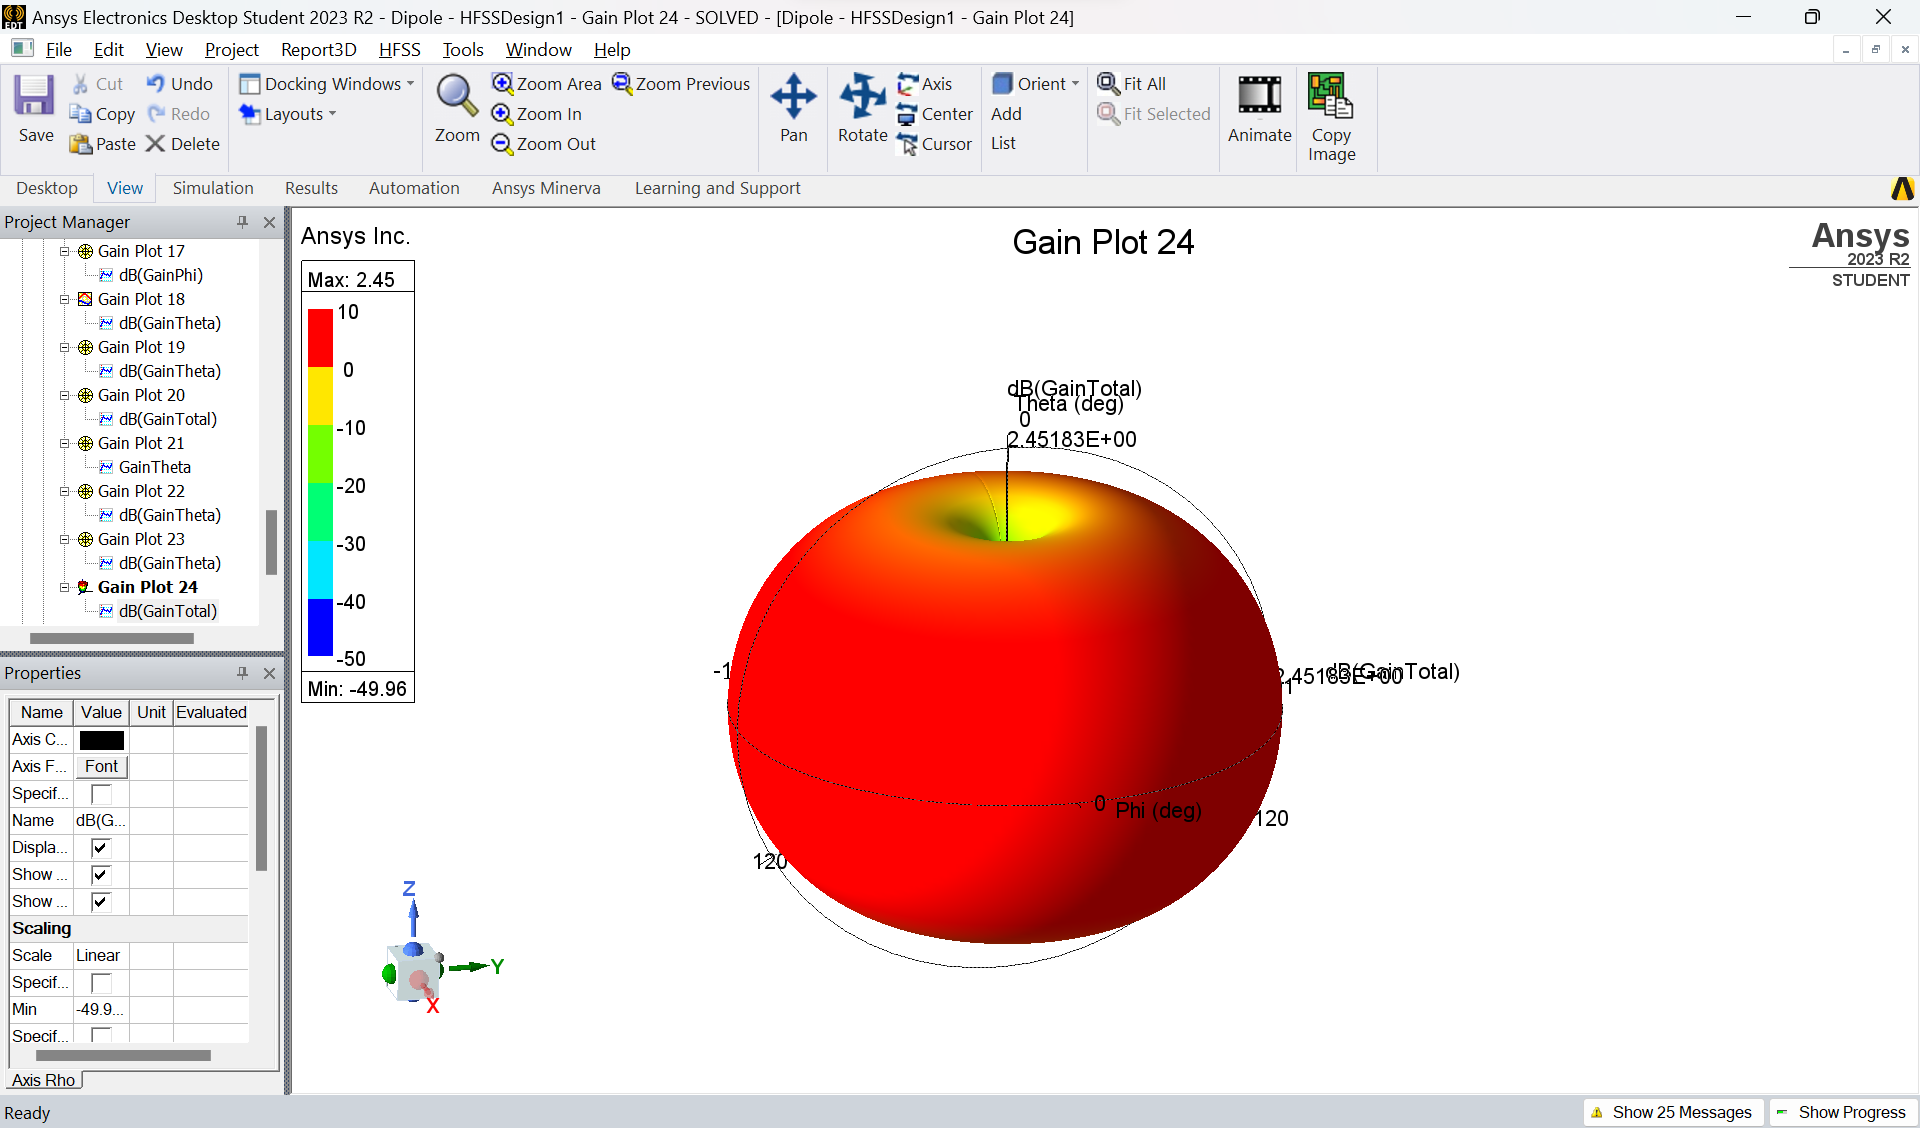 Ansys Electronics Desktop Student 2023 R2 - Dipole - HFSSDesign1 - Gain Plot 24 - SOLVED - [Dipole - HFSSDesign1 - Gain Plot 24]
File Edit View Project Report3D HFSS Tools Window Help
Save
Cut
Copy
Paste
Undo
Redo
Delete
Docking Windows
Layouts
Zoom
Zoom Area
Zoom In
Zoom Out
Zoom Previous
Pan
Rotate
Axis
Center
Cursor
Orient
Add
List
Fit All
Fit Selected
Animate
Copy
Image
Desktop View Simulation Results Automation Ansys Minerva Learning and Support
Project Manager
Gain Plot 17
dB(GainPhi)
Gain Plot 18
dB(GainTheta)
Gain Plot 19
dB(GainTheta)
Gain Plot 20
dB(GainTotal)
Gain Plot 21
GainTheta
Gain Plot 22
dB(GainTheta)
Gain Plot 23
dB(GainTheta)
Gain Plot 24
dB(GainTotal)
Properties
Name Value Unit Evaluated
Axis C...
Axis F... Font
Specif...
Name dB(G...
Displa...
Show ...
Show ...
Scaling
Scale Linear
Specif...
Min -49.9...
Specif...
Axis Rho
Ansys Inc.
Max: 2.45
10
0
-10
-20
-30
-40
-50
Min: -49.96
Gain Plot 24
Ansys
2023 R2
STUDENT
dB(GainTotal)
Theta (deg)
0
2.45183E+00
-1
2.45183E+00
dB(GainTotal)
1
0 Phi (deg)
120
120
Z
Y
X
Ready
Show 25 Messages
Show Progress